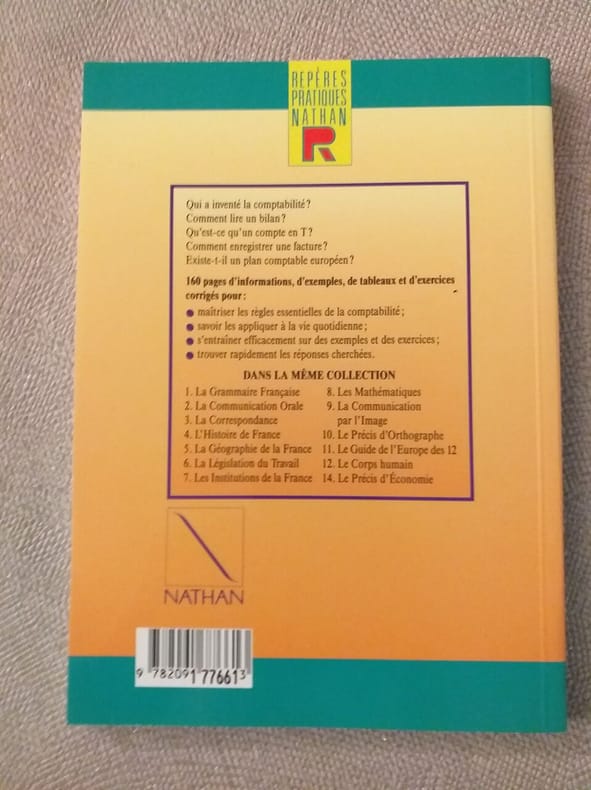 REPÈRES
PRATIQUES
NATHAN
R
Qui a inventé la comptabilité ?
Comment lire un bilan ?
Qu'est-ce qu'un compte en T ?
Comment enregistrer une facture ?
Existe-t-il un plan comptable européen ?
160 pages d'informations, d'exemples, de tableaux et d'exercices
corrigés pour :
● maîtriser les règles essentielles de la comptabilité ;
● savoir les appliquer à la vie quotidienne ;
● s'entraîner efficacement sur des exemples et des exercices ;
● trouver rapidement les réponses cherchées.
DANS LA MÊME COLLECTION
1. La Grammaire Française
2. La Communication Orale
3. La Correspondance
4. L'Histoire de France
5. La Géographie de la France
6. La Législation du Travail
7. Les Institutions de la France
8. Les Mathématiques
9. La Communication
par l'Image
10. Le Précis d'Orthographe
11. Le Guide de l'Europe des 12
12. Le Corps humain
14. Le Précis d'Économie
NATHAN
9 782091 776613